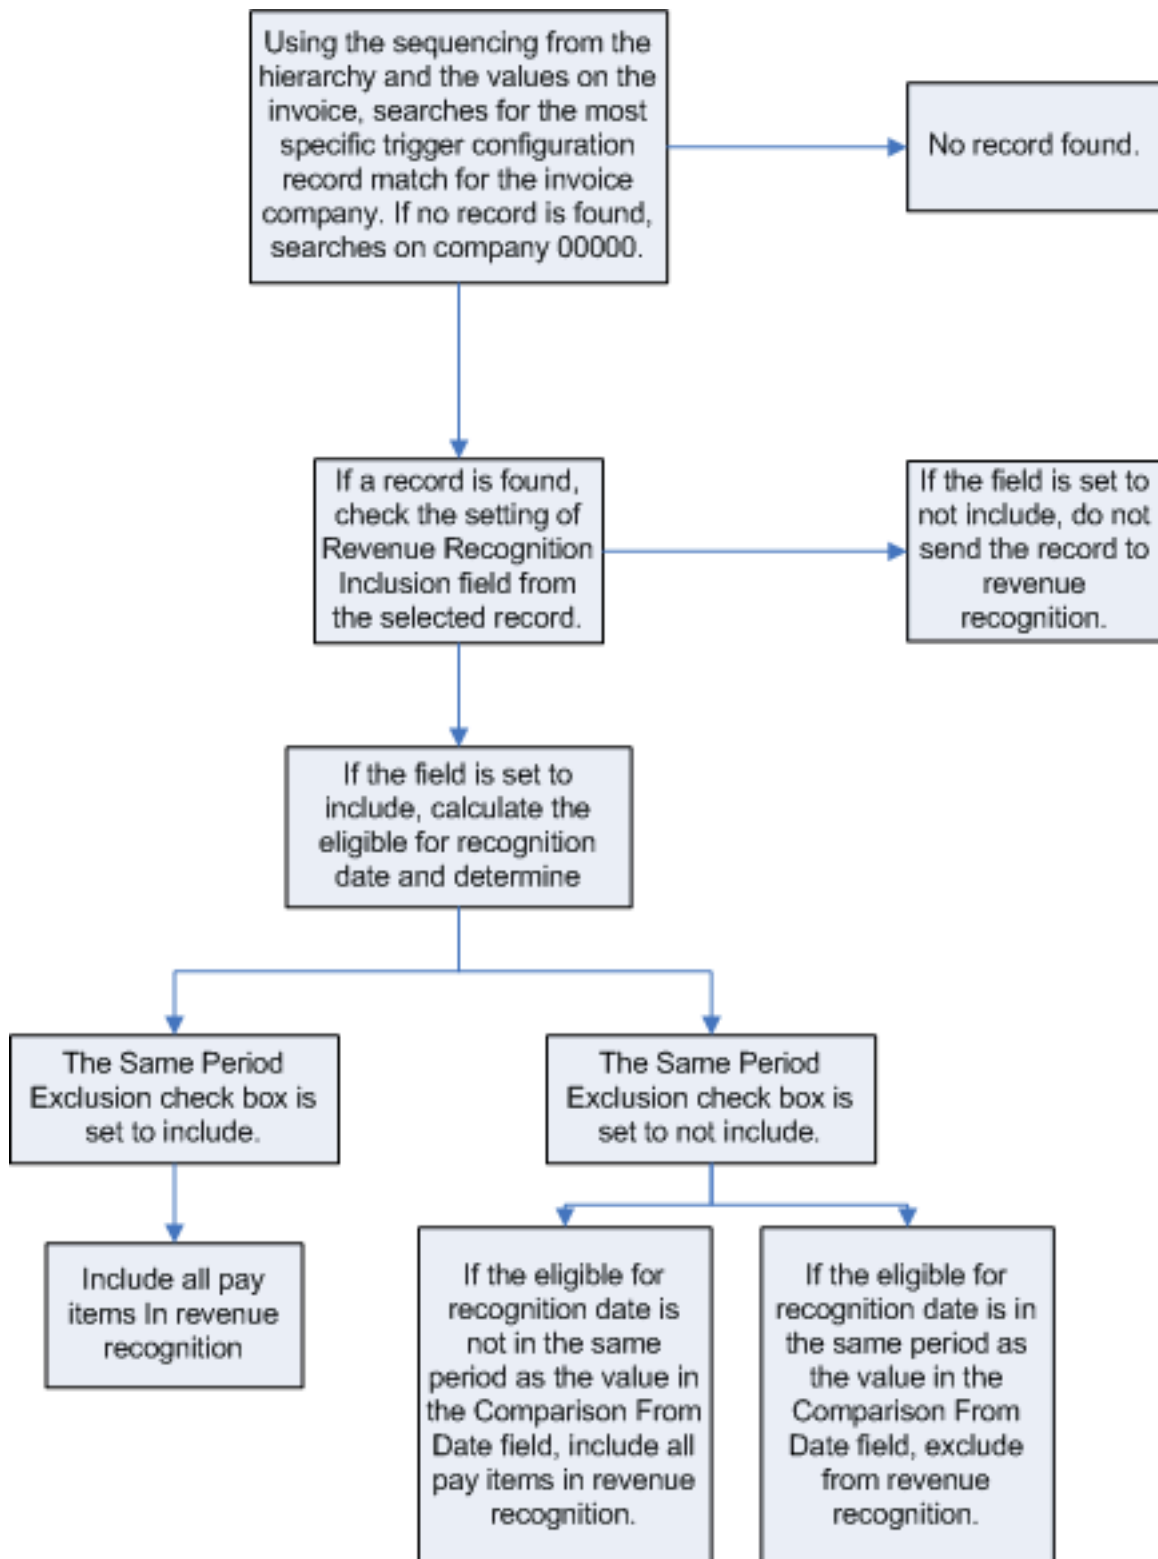 Using the sequencing from the
hierarchy and the values on the
invoice, searches for the most
specific trigger configuration
record match for the invoice
company. If no record is found,
searches on company 00000.
No record found.
If a record is found,
check the setting of
Revenue Recognition
Inclusion field from
the selected record.
If the field is set to
not include, do not
send the record to
revenue
recognition.
If the field is set to
include, calculate the
eligible for recognition
date and determine
The Same Period
Exclusion check box is
set to include.
The Same Period
Exclusion check box is
set to not include.
Include all pay
items In revenue
recognition
If the eligible for
recognition date is
not in the same
period as the value in
the Comparison From
Date field, include all
pay items in revenue
recognition.
If the eligible for
recognition date is in
the same period as
the value in the
Comparison From
Date field, exclude
from revenue
recognition.